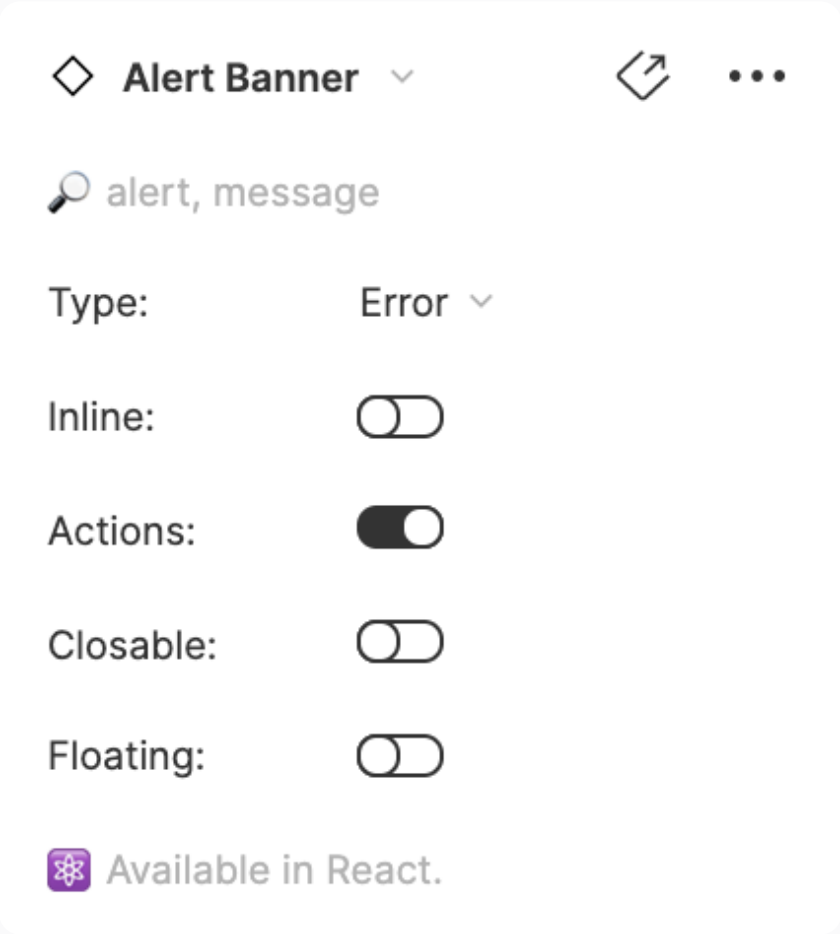 Alert Banner
alert, message
Type: Error
Inline:
Actions:
Closable:
Floating:
Available in React.